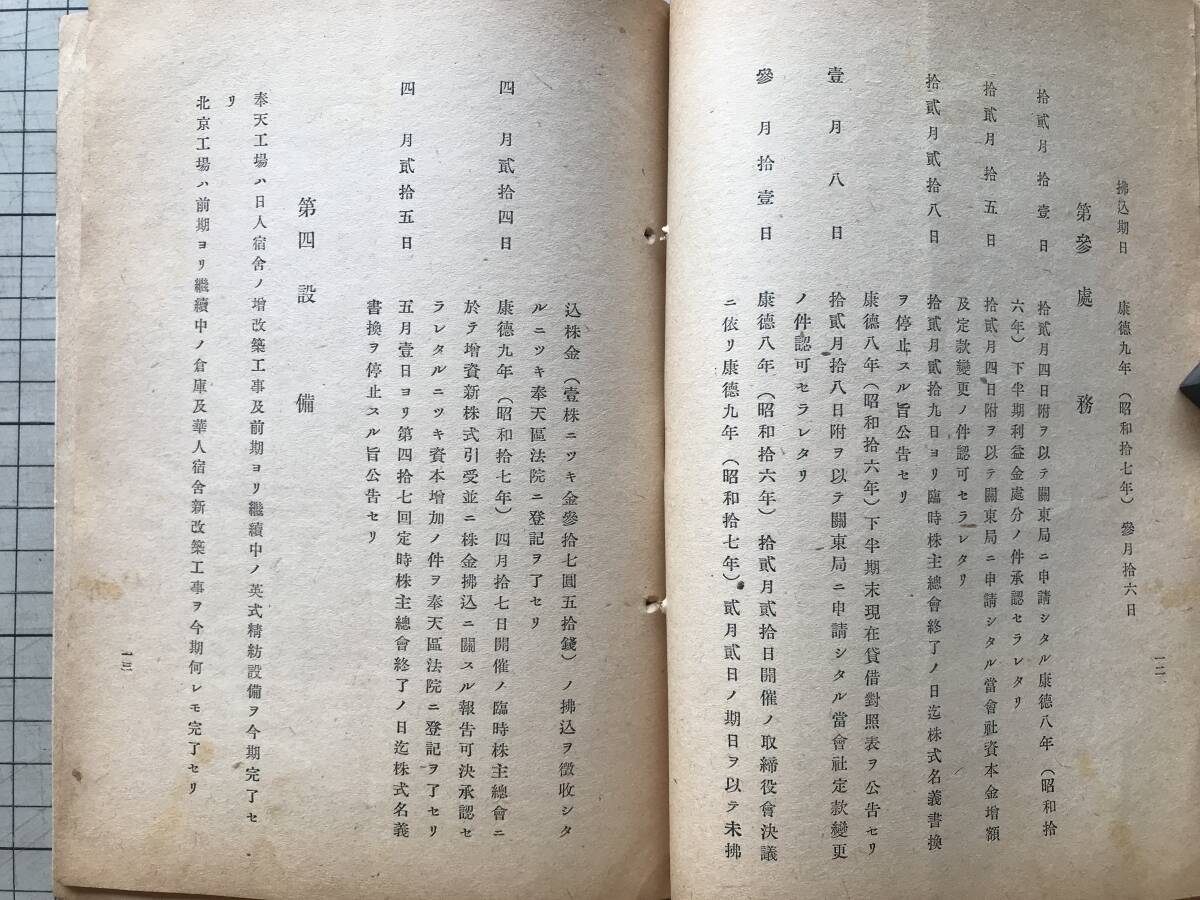 拂込期日　康德九年（昭和拾七年）參月拾六日
第參處務
拾貳月拾壹日　拾貳月四日附ヲ以テ關東局ニ申請シタル康德八年（昭和拾
六年）下半期利益金處分ノ件承認セラレタリ
拾貳月拾五日　拾貳月四日附ヲ以テ關東局ニ申請シタル當會社資本金增額
及定款變更ノ件認可セラレタリ
拾貳月貳拾八日　拾貳月貳拾九日ヨリ臨時株主總會終了ノ日迄株式名義書換
ヲ停止スル旨公告セリ
康德八年（昭和拾六年）下半期末現在貸借對照表ヲ公告セリ
壹月八日　拾貳月拾八日附ヲ以テ關東局ニ申請シタル當會社定款變更
ノ件認可セラレタリ
參月拾壹日　康德八年（昭和拾六年）拾貳月貳拾日開催ノ取締役會決議
ニ依リ康德九年（昭和拾七年）貳月貳日ノ期日ヲ以テ未拂
一二
込株金（壹株ニツキ金參拾七圓五拾錢）ノ拂込ヲ徵收シタ
ルニツキ奉天區法院ニ登記ヲ了セリ
四月貳拾四日　康德九年（昭和拾七年）四月拾七日開催ノ臨時株主總會ニ
於テ增資新株式引受並ニ株金拂込ニ關スル報告可決承認セ
ラレタルニツキ資本增加ノ件ヲ奉天區法院ニ登記ヲ了セリ
四月貳拾五日　五月壹日ヨリ第四拾七回定時株主總會終了ノ日迄株式名義
書換ヲ停止スル旨公告セリ
第四設備
奉天工場ハ日人宿舍ノ增改築工事及前期ヨリ繼續中ノ英式精紡設備ヲ今期完了セ
リ
北京工場ハ前期ヨリ繼續中ノ倉庫及華人宿舍新改築工事ヲ今期何レモ完了セリ
一三